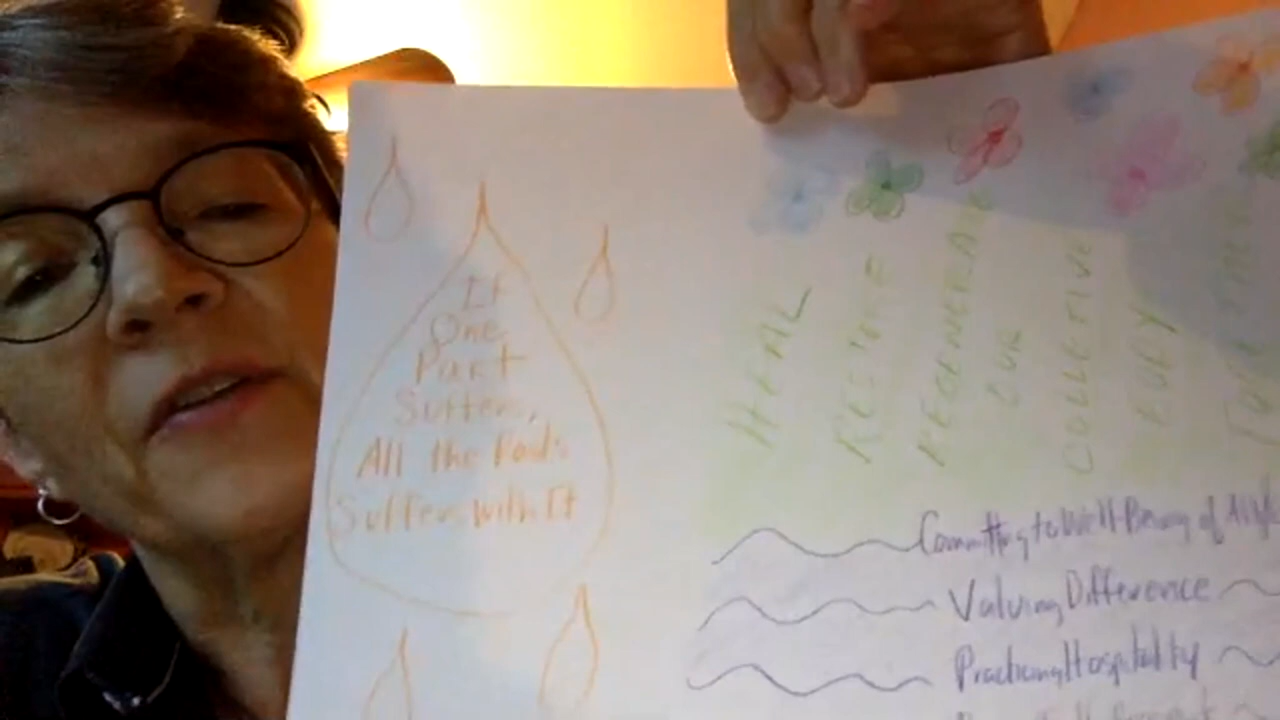 If
One
Part
Suffers,
All the Parts
Suffer with It
HEAL
RESTORE
REGENERATE
OUR
COLLECTIVE
BODY
Committing to Well-Being of All
Valuing Difference
Practicing Hospitality